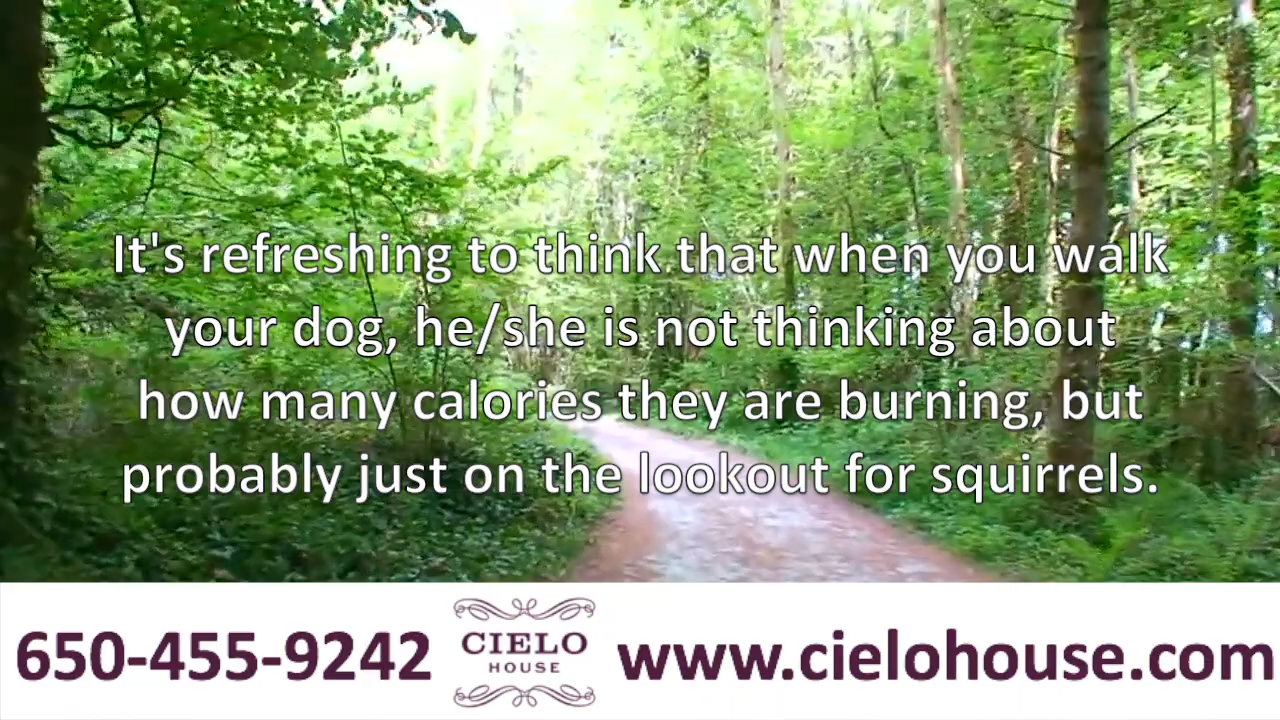 It's refreshing to think that when you walk
your dog, he/she is not thinking about
how many calories they are burning, but
probably just on the lookout for squirrels.
650-455-9242
CIELO
HOUSE
www.cielohouse.com